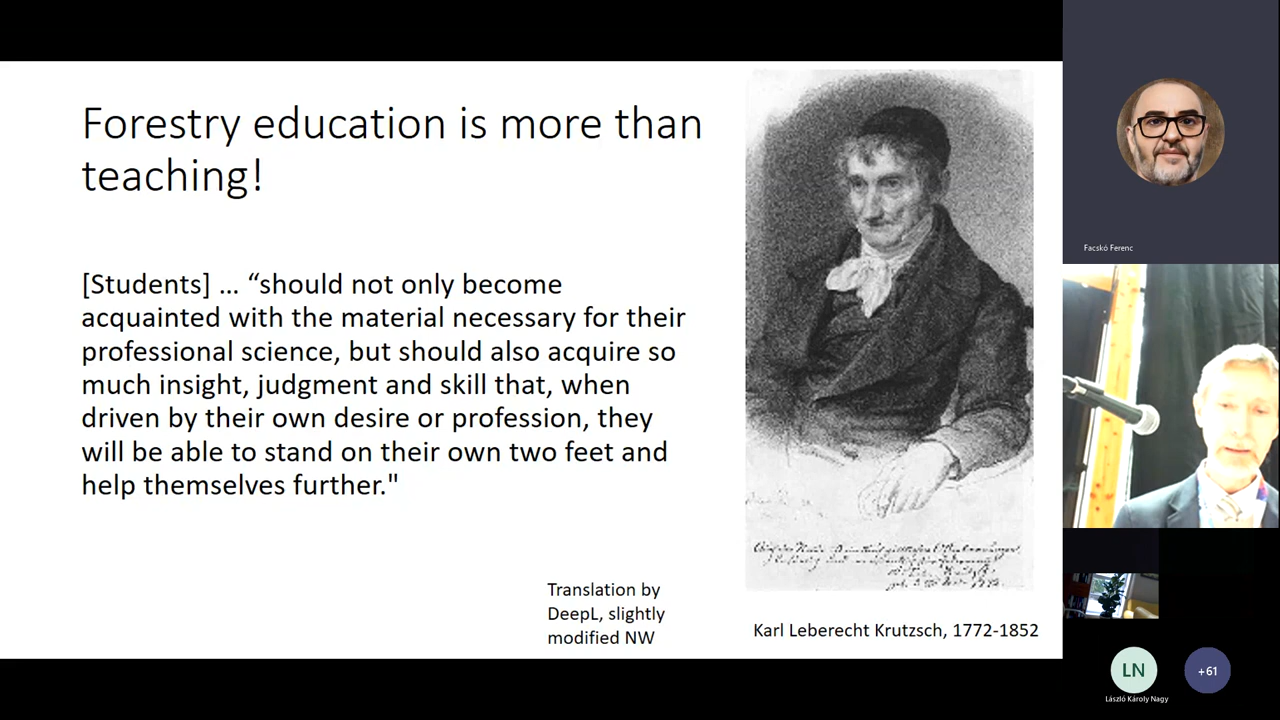 Forestry education is more than
teaching!
[Students] … “should not only become
acquainted with the material necessary for their
professional science, but should also acquire so
much insight, judgment and skill that, when
driven by their own desire or profession, they
will be able to stand on their own two feet and
help themselves further."
Translation by
DeepL, slightly
modified NW
Karl Leberecht Krutzsch, 1772-1852
Facskó Ferenc
LN
+61
László Károly Nagy